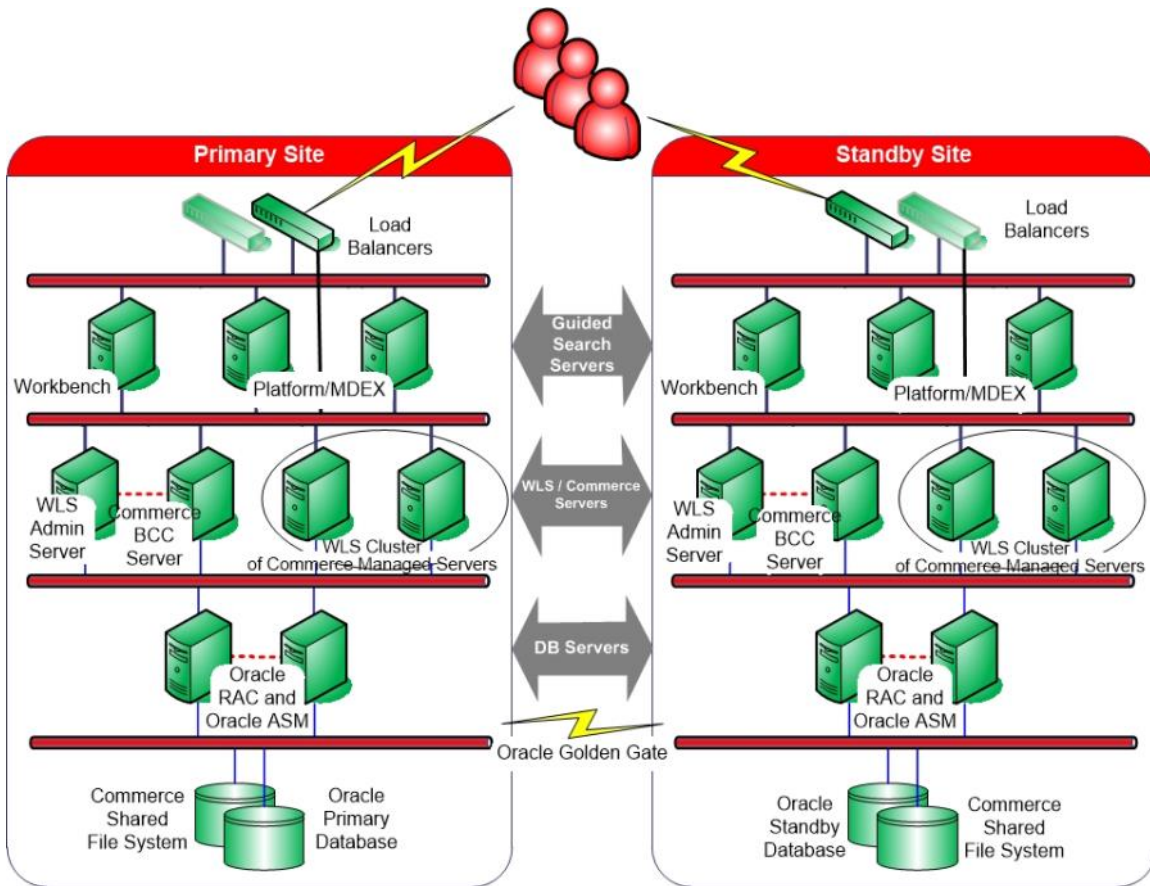 Primary Site
Standby Site
Load
Balancers
Load
Balancers
Guided
Search
Servers
Workbench
Platform/MDEX
Workbench
Platform/MDEX
WLS
Admin
Server
Commerce
BCC
Server
WLS Cluster
of Commerce Managed Servers
WLS / Commerce
Servers
WLS
Admin
Server
Commerce
BCC
Server
WLS Cluster
of Commerce Managed Servers
Oracle
RAC and
Oracle ASM
DB Servers
Oracle
RAC and
Oracle ASM
Oracle Golden Gate
Commerce
Shared
File System
Oracle
Primary
Database
Oracle
Standby
Database
Commerce
Shared
File System